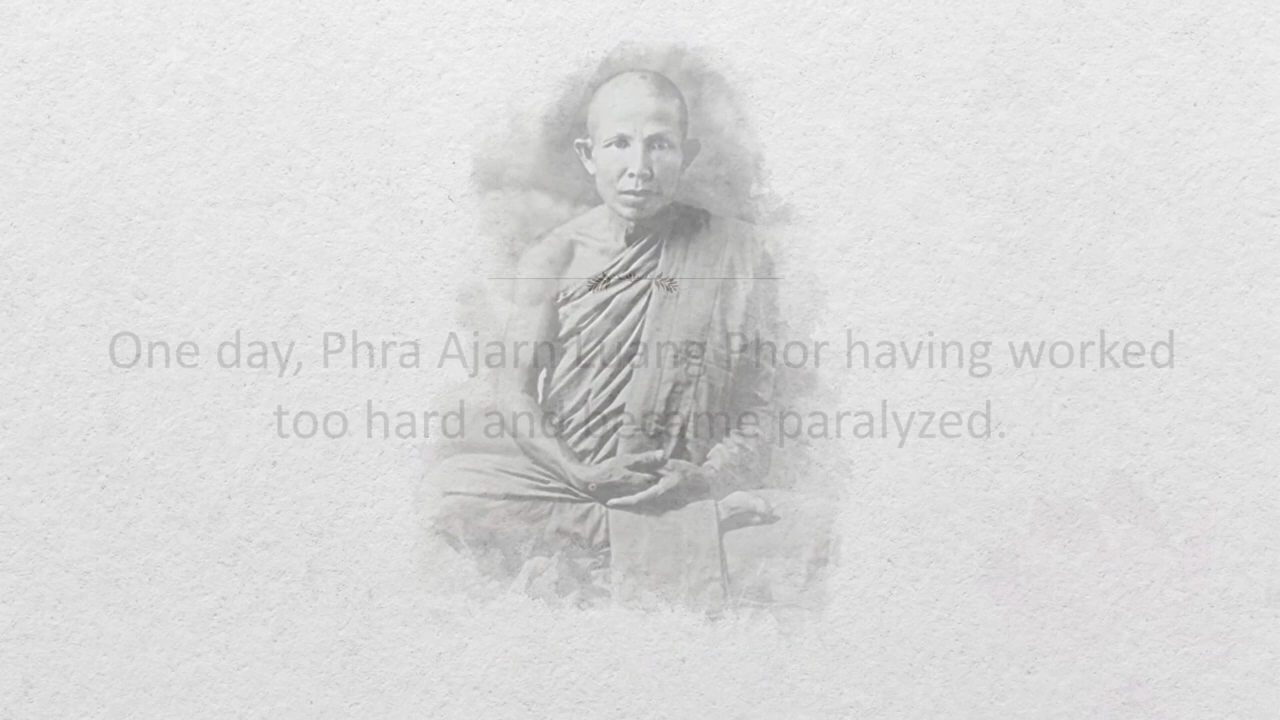 One day, Phra Ajarn Luang Phor having worked
too hard and became paralyzed.